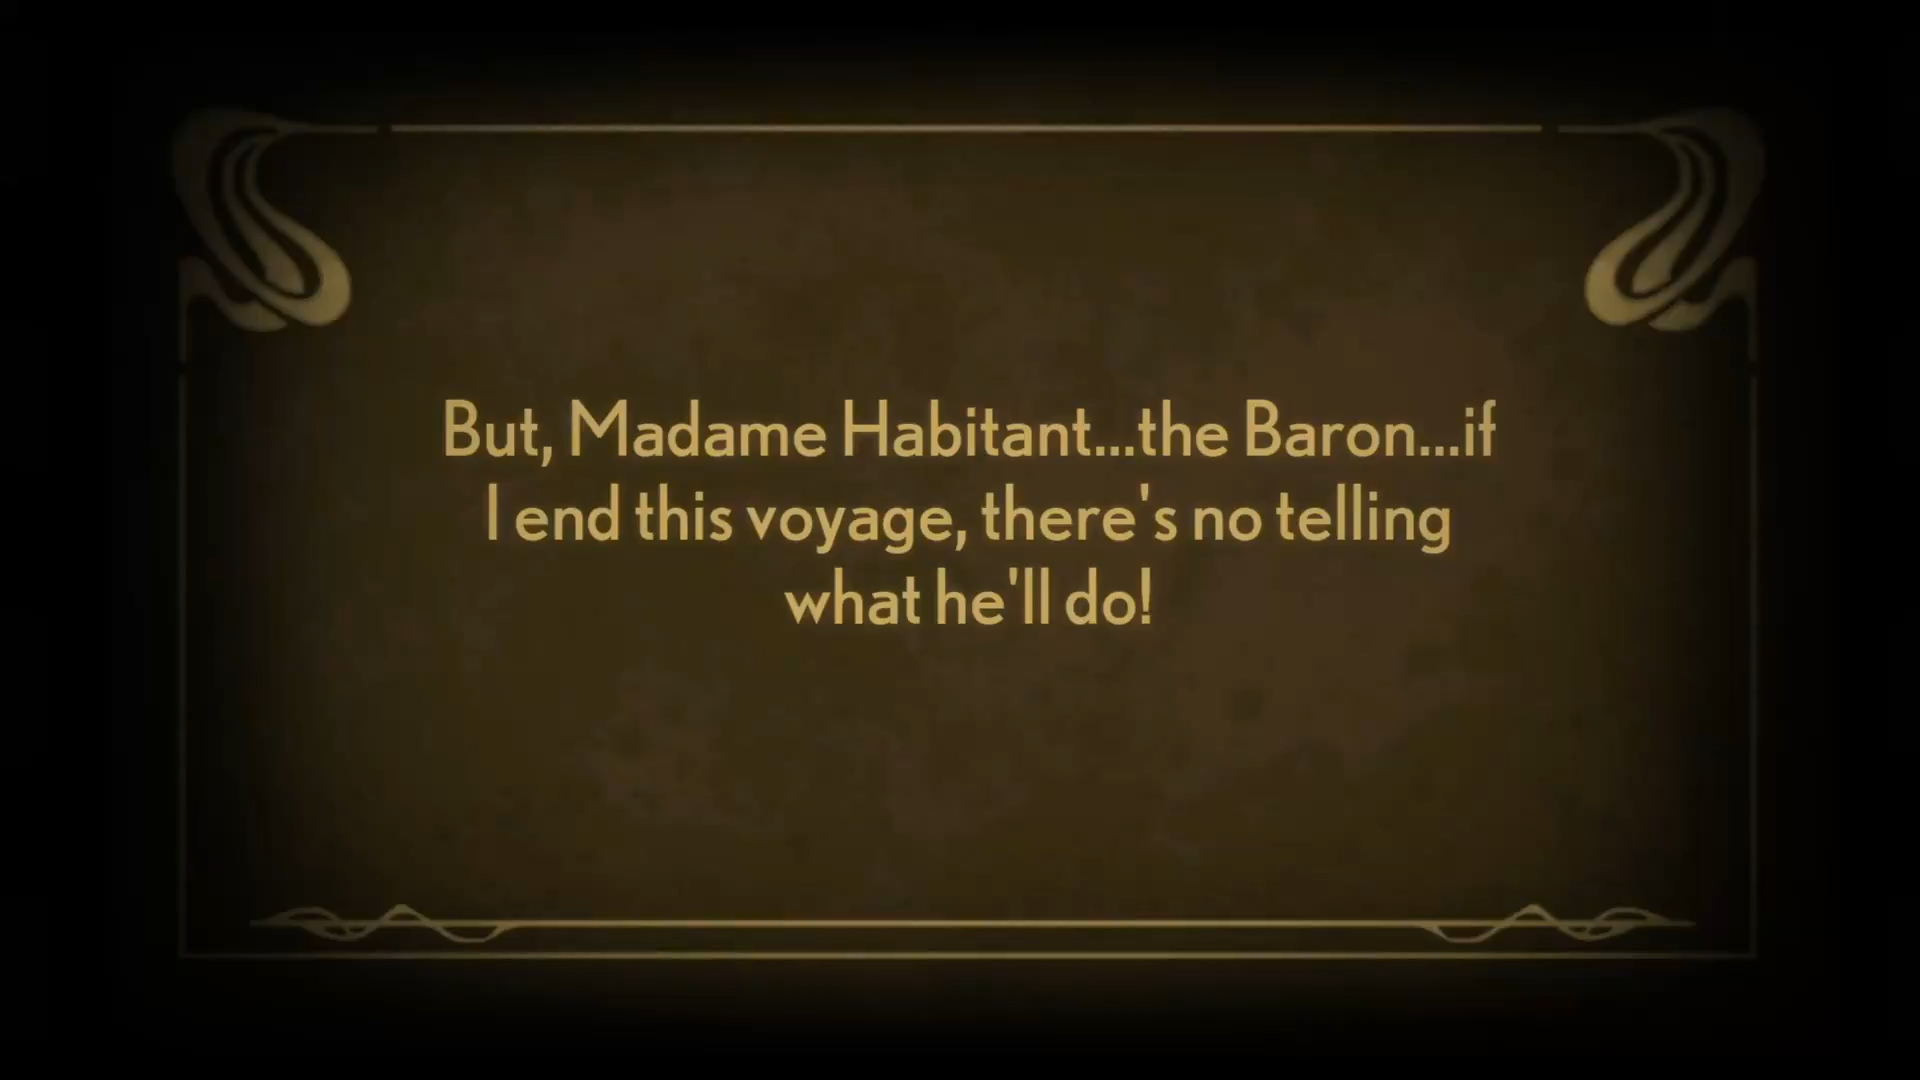 But, Madame Habitant...the Baron...if
I end this voyage, there's no telling
what he'll do!